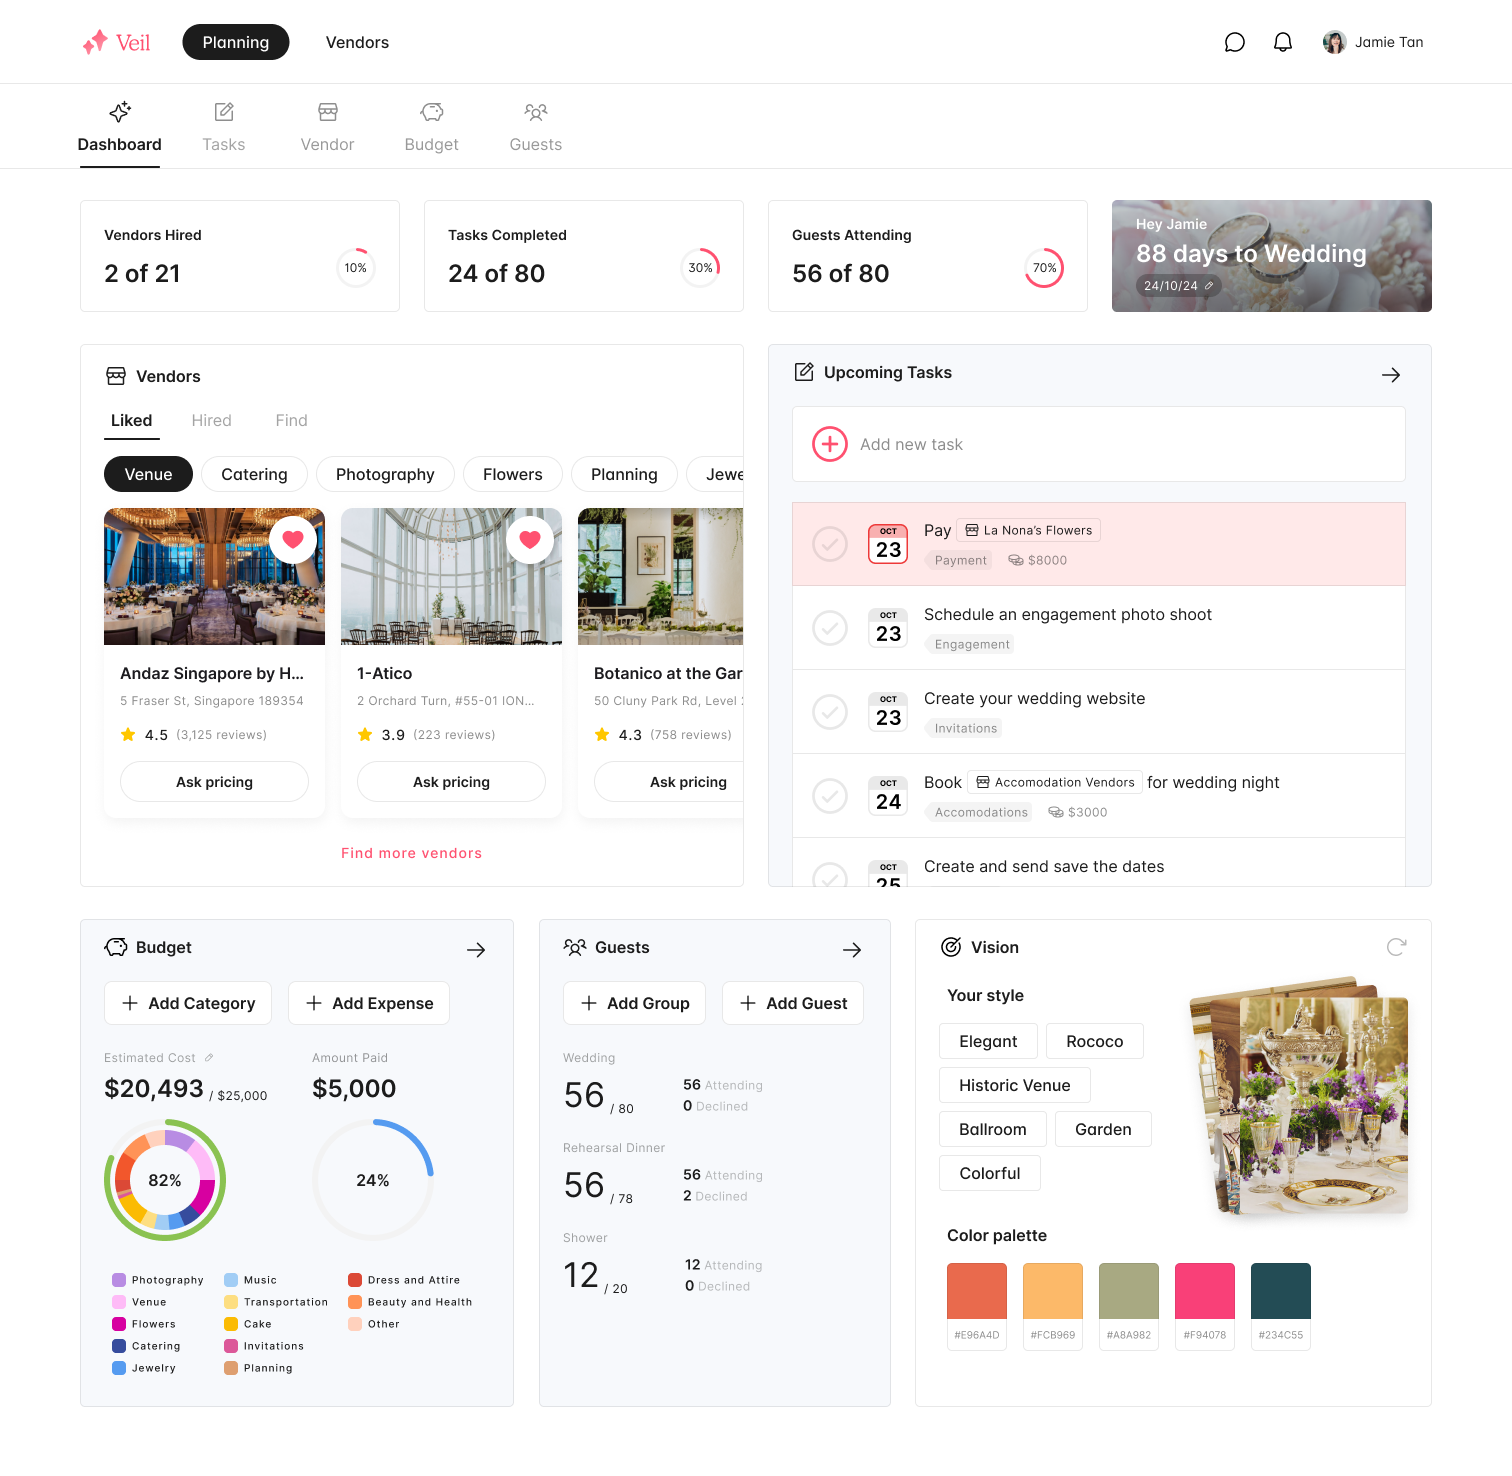 Veil
Planning
Vendors
Jamie Tan
Dashboard
Tasks
Vendor
Budget
Guests
Vendors Hired
2 of 21
10%
Tasks Completed
24 of 80
30%
Guests Attending
56 of 80
70%
Hey Jamie
88 days to Wedding
24/10/24
Vendors
Liked
Hired
Find
Venue
Catering
Photography
Flowers
Planning
Jewe
Andaz Singapore by H...
5 Fraser St, Singapore 189354
4.5 (3,125 reviews)
Ask pricing
1-Atico
2 Orchard Turn, #55-01 ION...
3.9 (223 reviews)
Ask pricing
Botanico at the Gar
50 Cluny Park Rd, Level
4.3 (758 reviews)
Ask pricing
Find more vendors
Upcoming Tasks
Add new task
OCT
23
Pay La Nona's Flowers
Payment
$8000
OCT
23
Schedule an engagement photo shoot
Engagement
OCT
23
Create your wedding website
Invitations
OCT
24
Book Accomodation Vendors for wedding night
Accomodations
$3000
OCT
25
Create and send save the dates
Budget
Add Category
Add Expense
Estimated Cost
$20,493 / $25,000
82%
Amount Paid
$5,000
24%
Photography
Venue
Flowers
Catering
Jewelry
Music
Transportation
Cake
Invitations
Planning
Dress and Attire
Beauty and Health
Other
Guests
Add Group
Add Guest
Wedding
56 / 80
56 Attending
0 Declined
Rehearsal Dinner
56 / 78
56 Attending
2 Declined
Shower
12 / 20
12 Attending
0 Declined
Vision
Your style
Elegant
Rococo
Historic Venue
Ballroom
Garden
Colorful
Color palette
#E96A4D
#FCB969
#A8A982
#F94078
#234C55